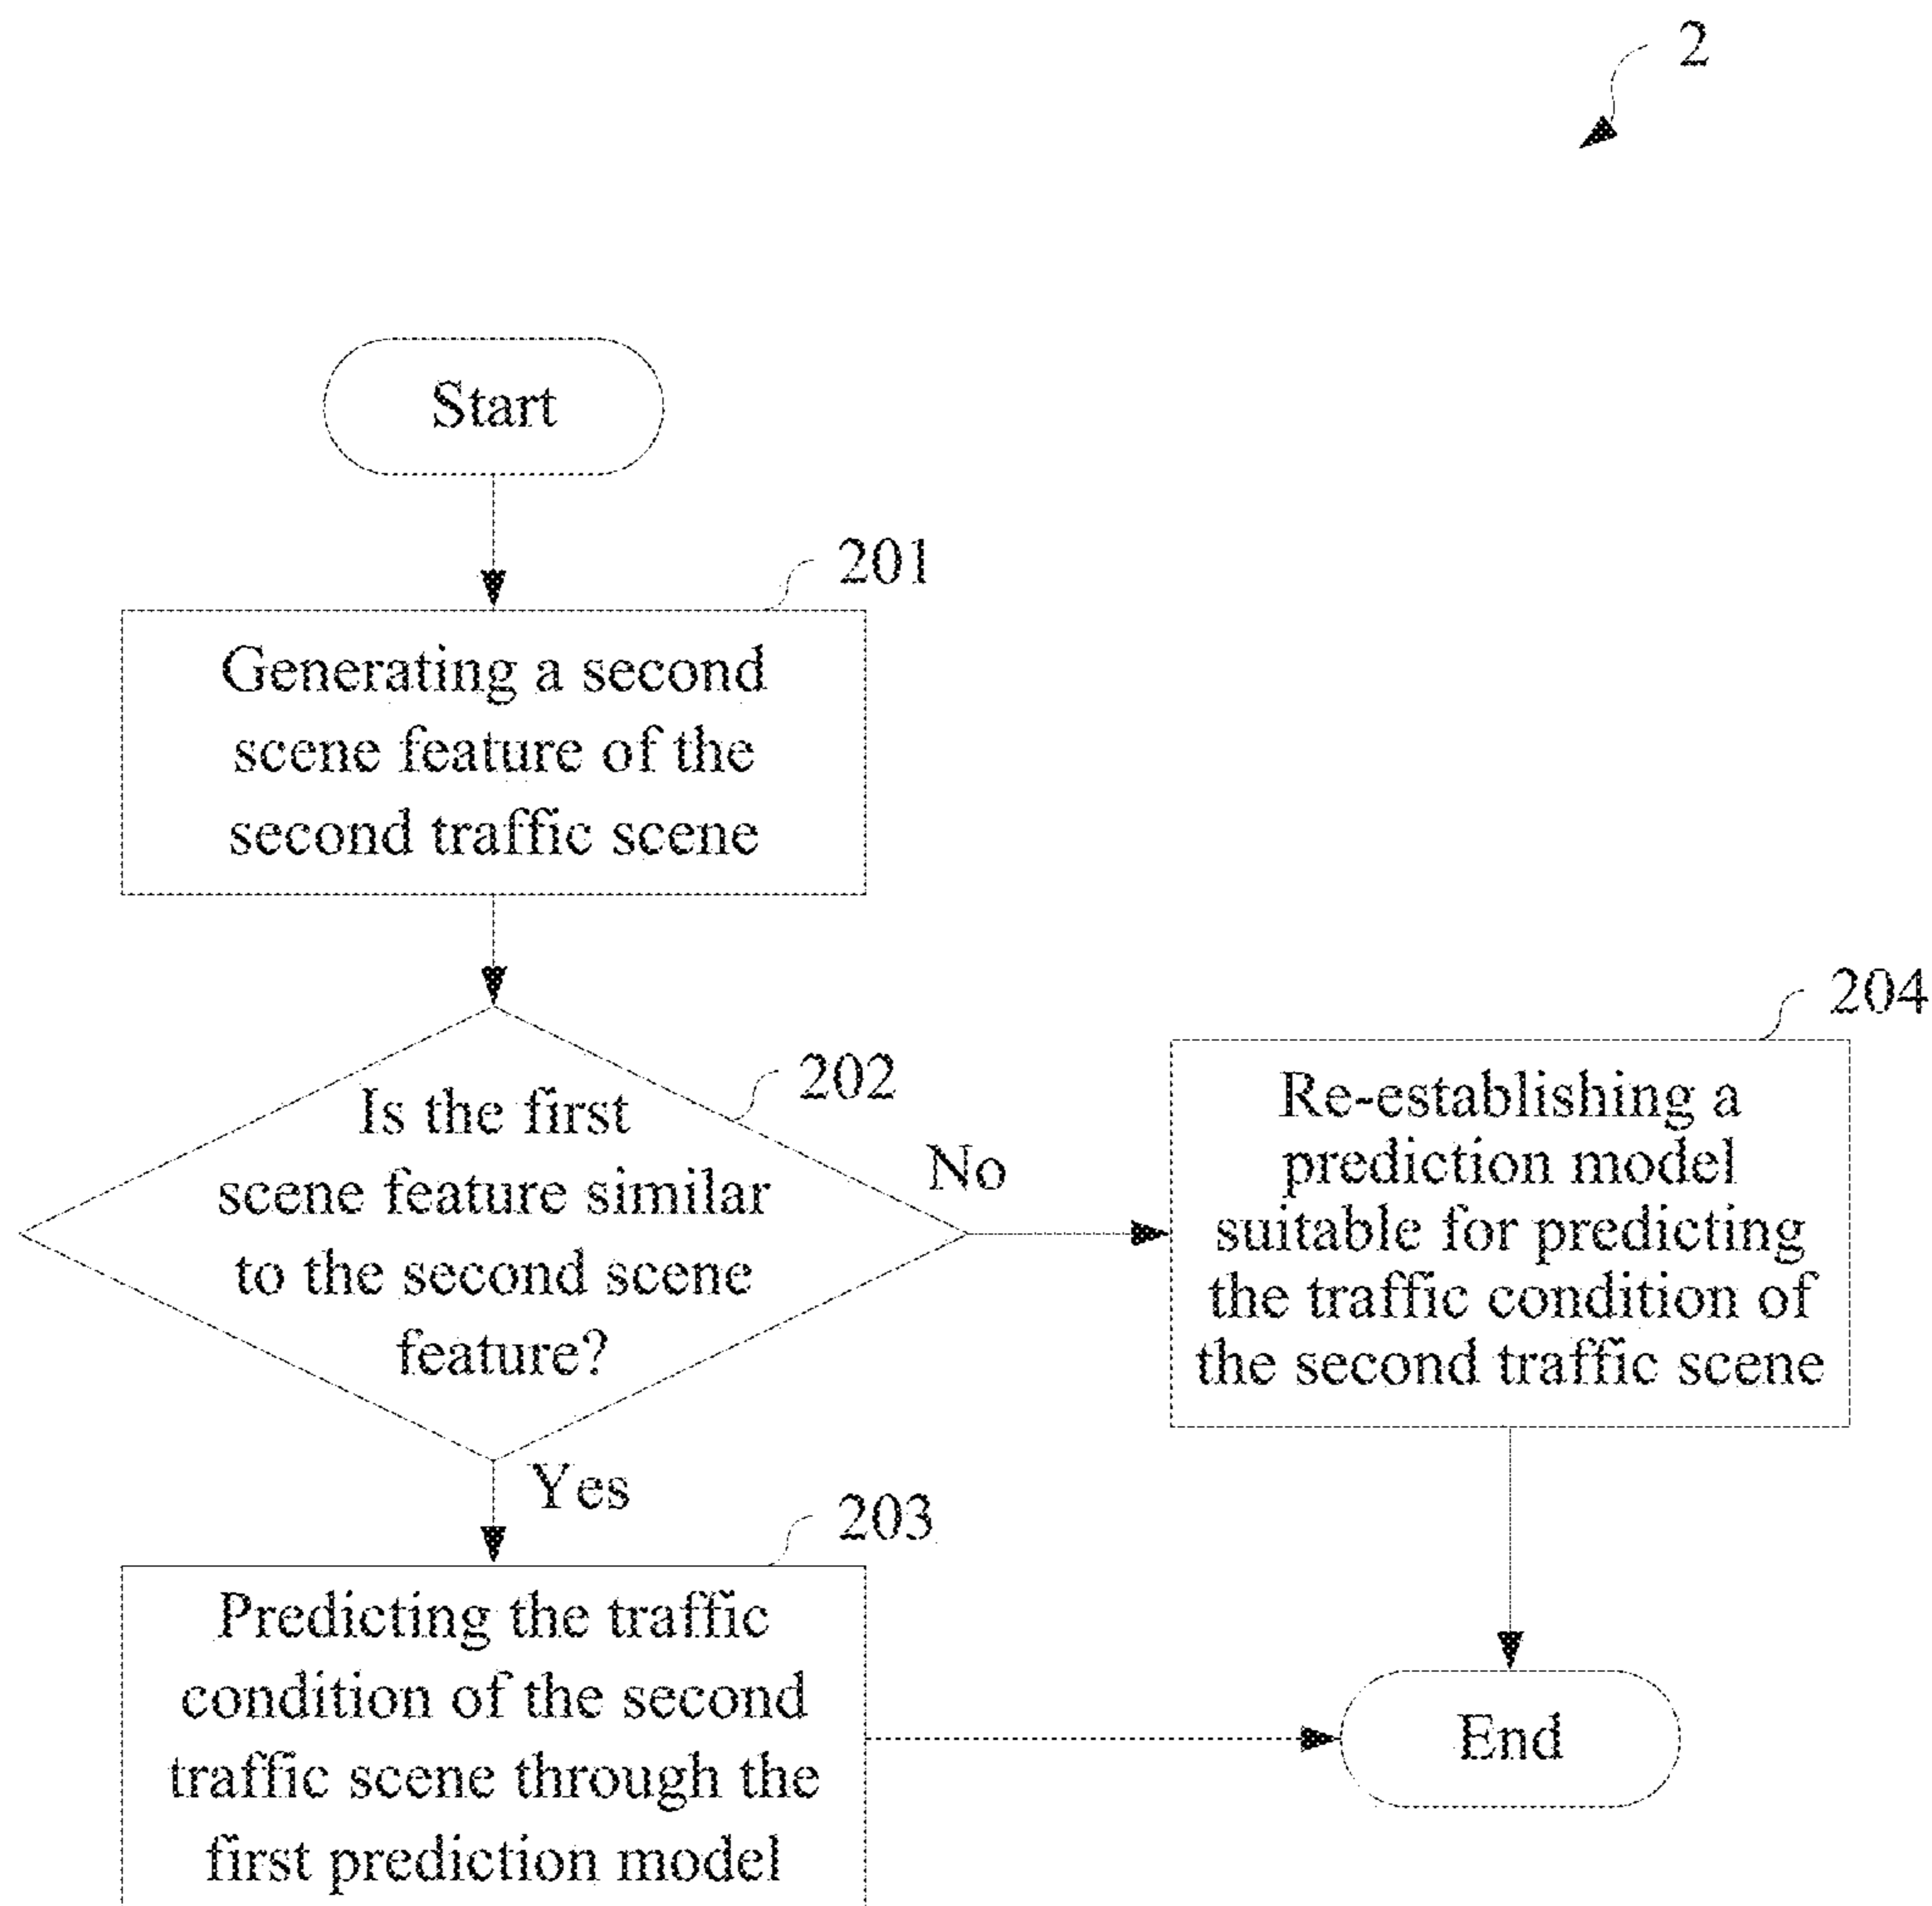 2
Start
201
Generating a second
scene feature of the
second traffic scene
202
Is the first
scene feature similar
to the second scene
feature?
No
204
Re-establishing a
prediction model
suitable for predicting
the traffic condition of
the second traffic scene
Yes
203
Predicting the traffic
condition of the second
traffic scene through the
first prediction model
End